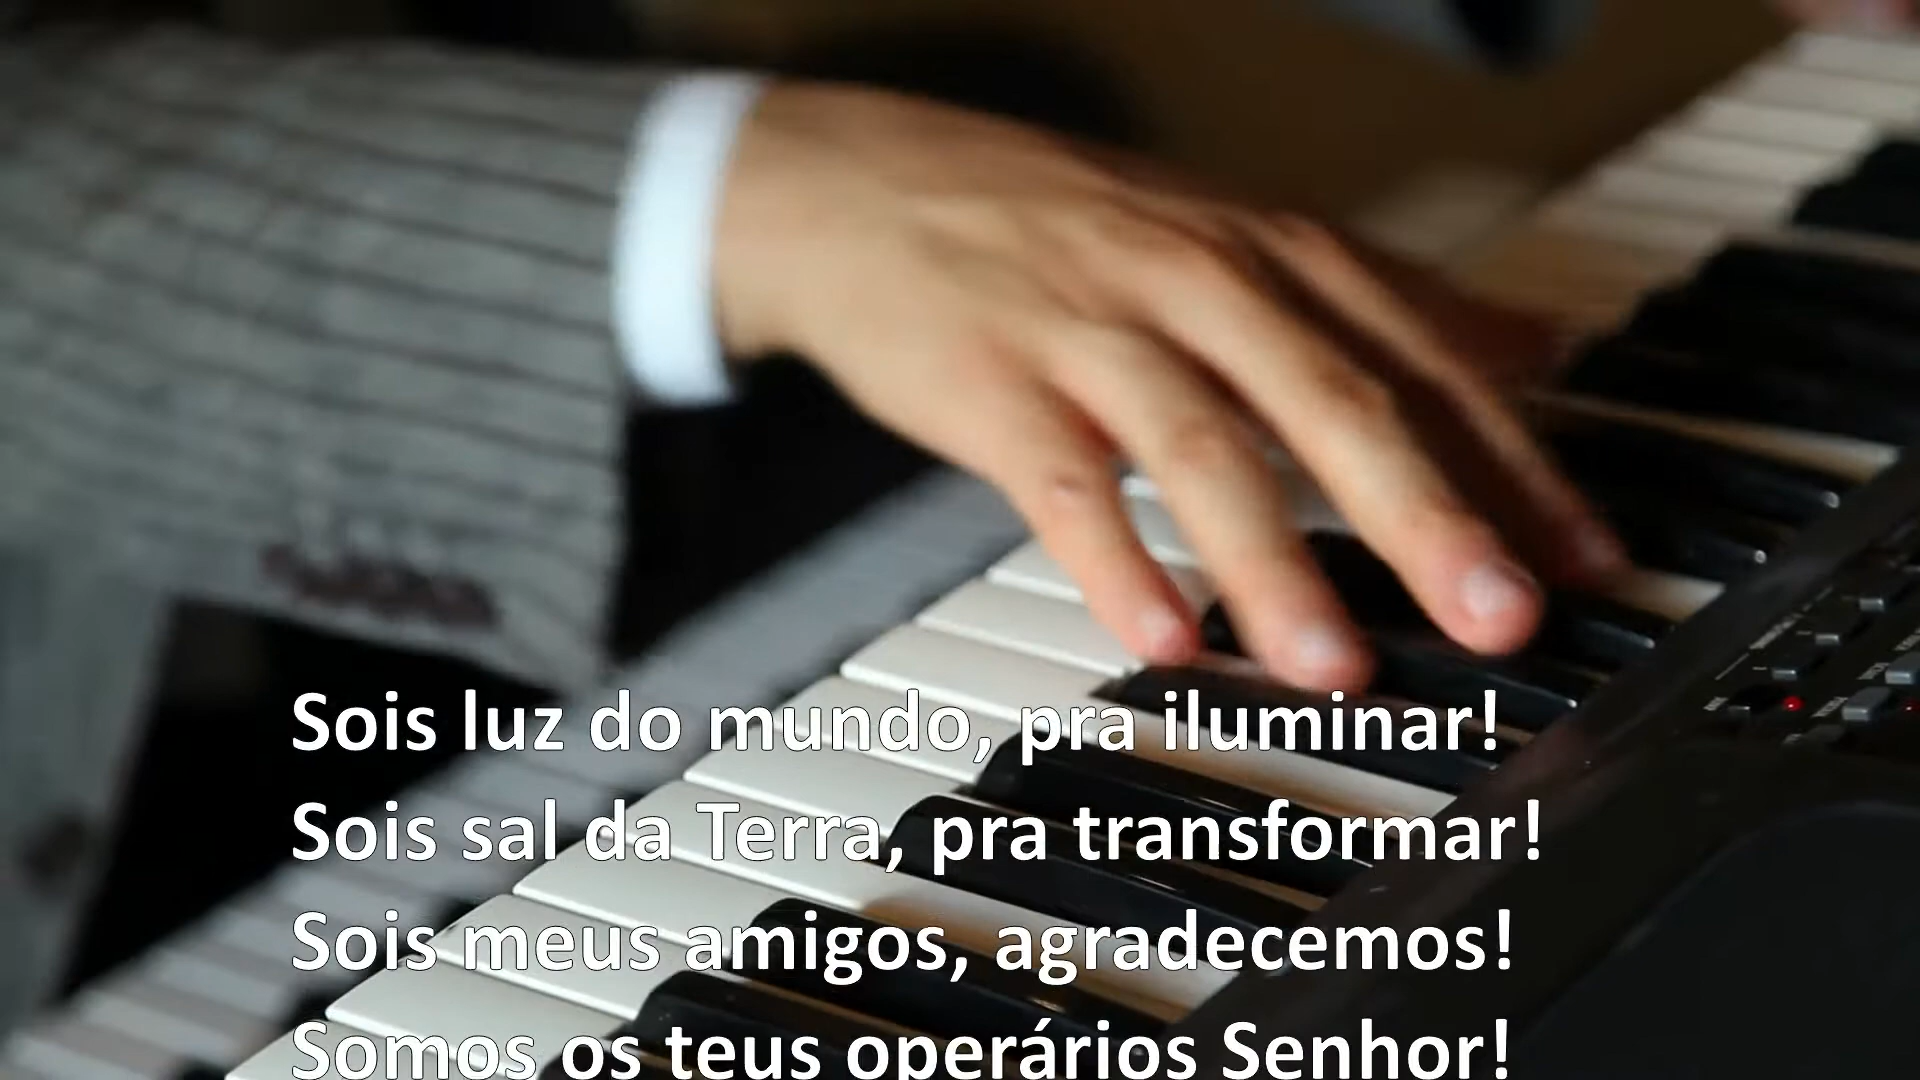 Sois luz do mundo, pra iluminar!
Sois sal da Terra, pra transformar!
Sois meus amigos, agradecemos!
Somos os teus operários Senhor!